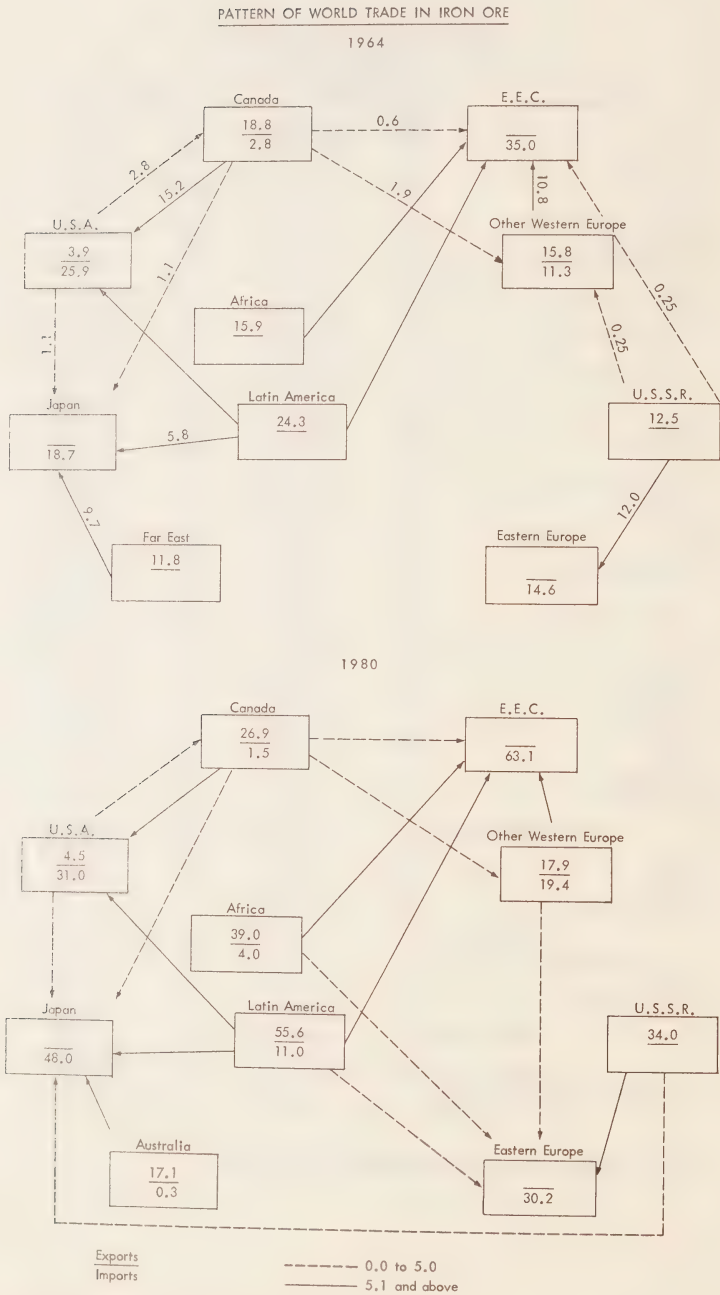 PATTERN OF WORLD TRADE IN IRON ORE
1964
Canada
18.8
2.8
E.E.C.
35.0
0.6
2.8
15.2
1.9
10.8
U.S.A.
3.9
25.9
Other Western Europe
15.8
11.3
1.1
Africa
15.9
0.25
0.25
1.1
Japan
18.7
Latin America
24.3
5.8
U.S.S.R.
12.5
9.7
12.0
Far East
11.8
Eastern Europe
14.6
1980
Canada
26.9
1.5
E.E.C.
63.1
U.S.A.
4.5
31.0
Other Western Europe
17.9
19.4
Africa
39.0
4.0
Japan
48.0
Latin America
55.6
11.0
U.S.S.R.
34.0
Australia
17.1
0.3
Eastern Europe
30.2
Exports
Imports
0.0 to 5.0
5.1 and above